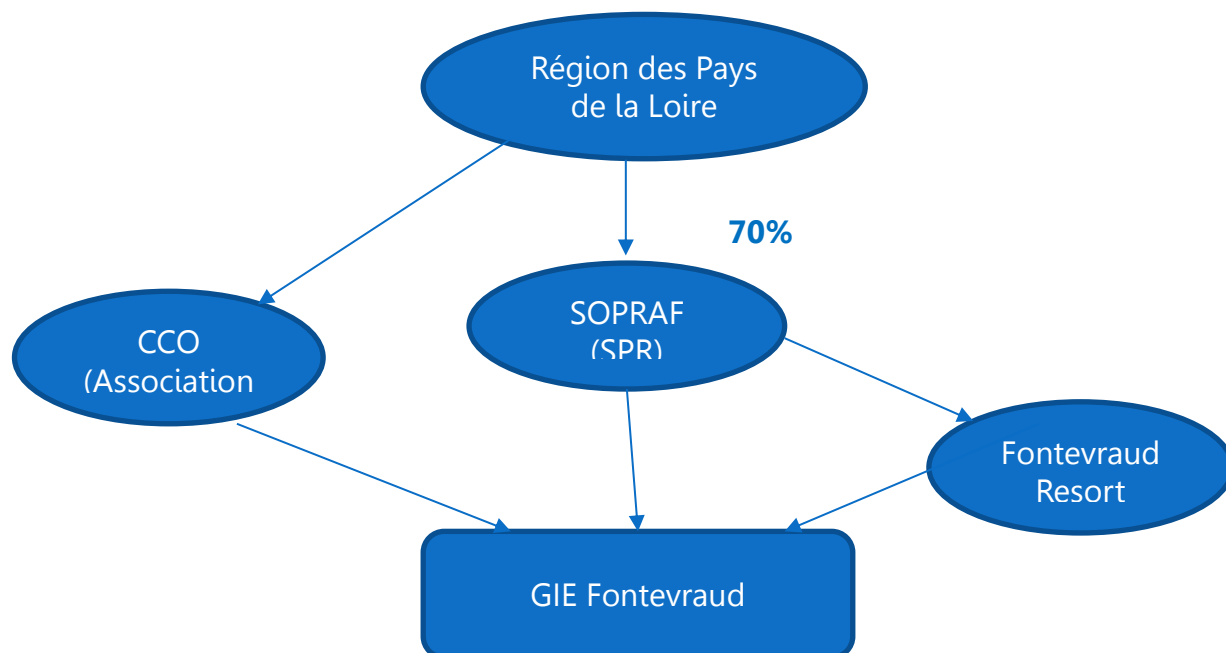 Région des Pays
de la Loire
70%
SOPRAF
(SPR)
CCO
(Association
Fontevraud
Resort
GIE Fontevraud